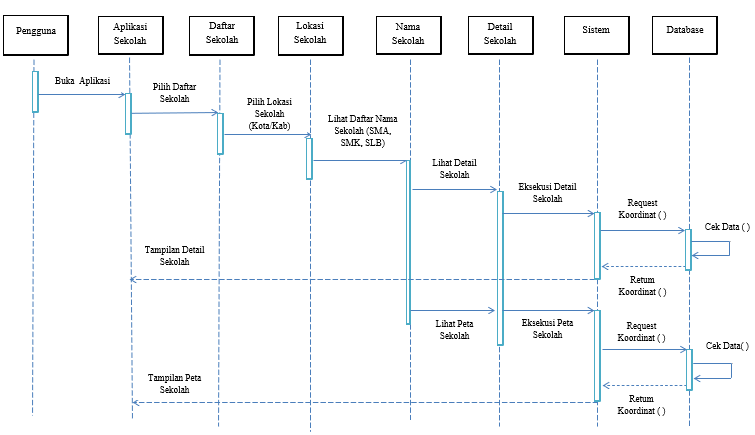 Pengguna
Aplikasi
Sekolah
Daftar
Sekolah
Lokasi
Sekolah
Nama
Sekolah
Detail
Sekolah
Sistem
Database
Buka Aplikasi
Pilih Daftar
Sekolah
Pilih Lokasi
Sekolah
(Kota/Kab)
Lihat Daftar Nama
Sekolah (SMA,
SMK, SLB)
Lihat Detail
Sekolah
Eksekusi Detail
Sekolah
Request
Koordinat ( )
Cek Data ( )
Tampilan Detail
Sekolah
Return
Koordinat ( )
Lihat Peta
Sekolah
Eksekusi Peta
Sekolah
Request
Koordinat ( )
Cek Data( )
Tampilan Peta
Sekolah
Return
Koordinat ( )